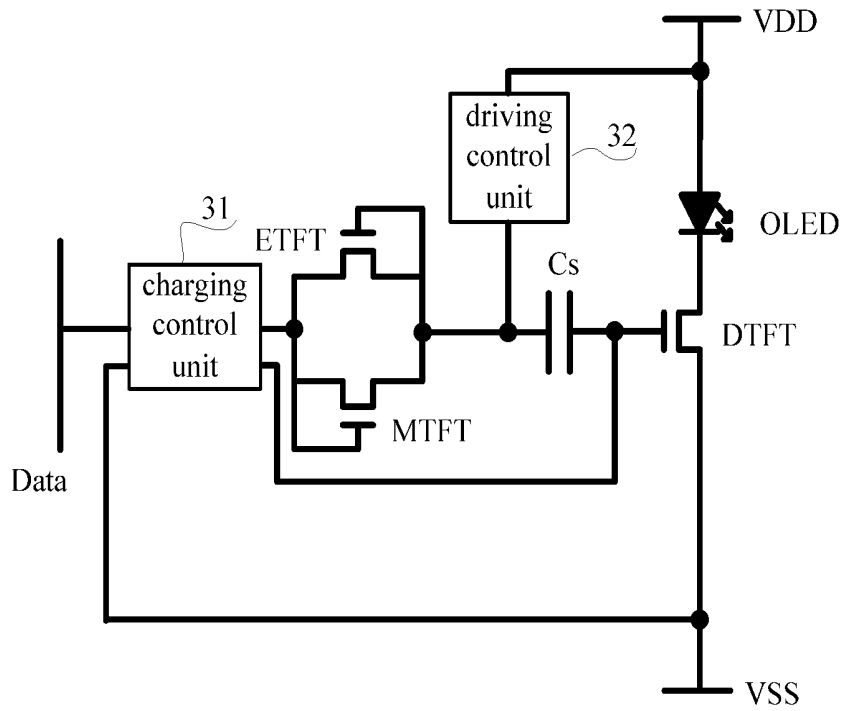 VDD
driving
control
unit
32
31
ETFT
OLED
Cs
charging
control
unit
DTFT
MTFT
Data
VSS